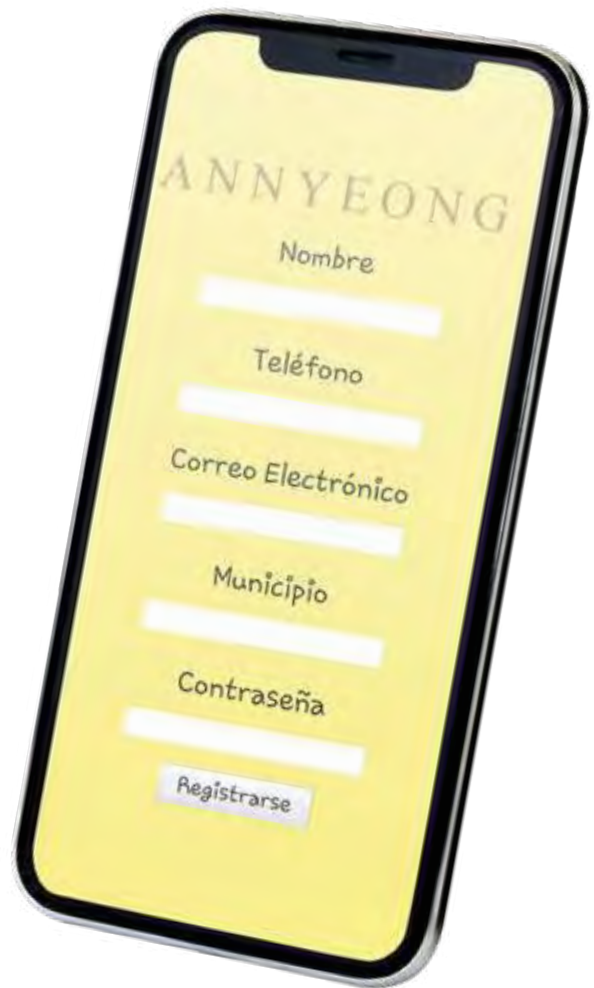 ANNYEONG
Nombre
Teléfono
Correo Electrónico
Municipio
Contraseña
Registrarse